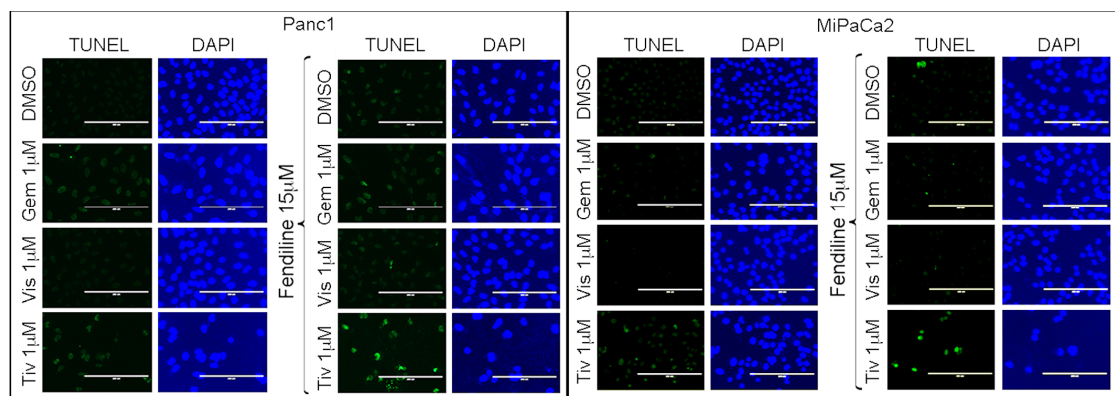 Panc1
TUNEL DAPI TUNEL DAPI
DMSO DMSO
Gem 1μM Gem 1μM
Vis 1μM Vis 1μM
Tiv 1μM Tiv 1μM
Fendiline 15μM
MiPaCa2
TUNEL DAPI TUNEL DAPI
DMSO DMSO
Gem 1μM Gem 1μM
Vis 1μM Vis 1μM
Tiv 1μM Tiv 1μM
Fendiline 15μM